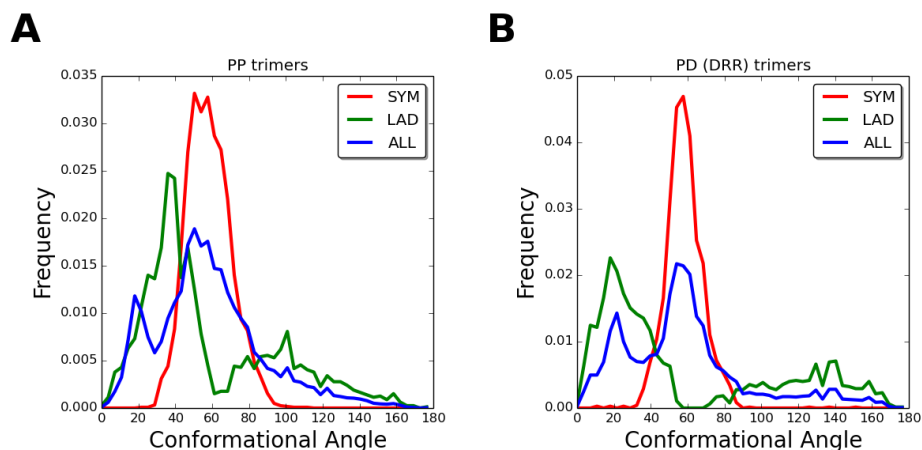 A
PP trimers
0.035
0.030
0.025
0.020
0.015
0.010
0.005
0.000
Frequency
SYM
LAD
ALL
0 20 40 60 80 100 120 140 160 180
Conformational Angle
B
PD (DRR) trimers
0.05
0.04
0.03
0.02
0.01
0.00
Frequency
SYM
LAD
ALL
0 20 40 60 80 100 120 140 160 180
Conformational Angle